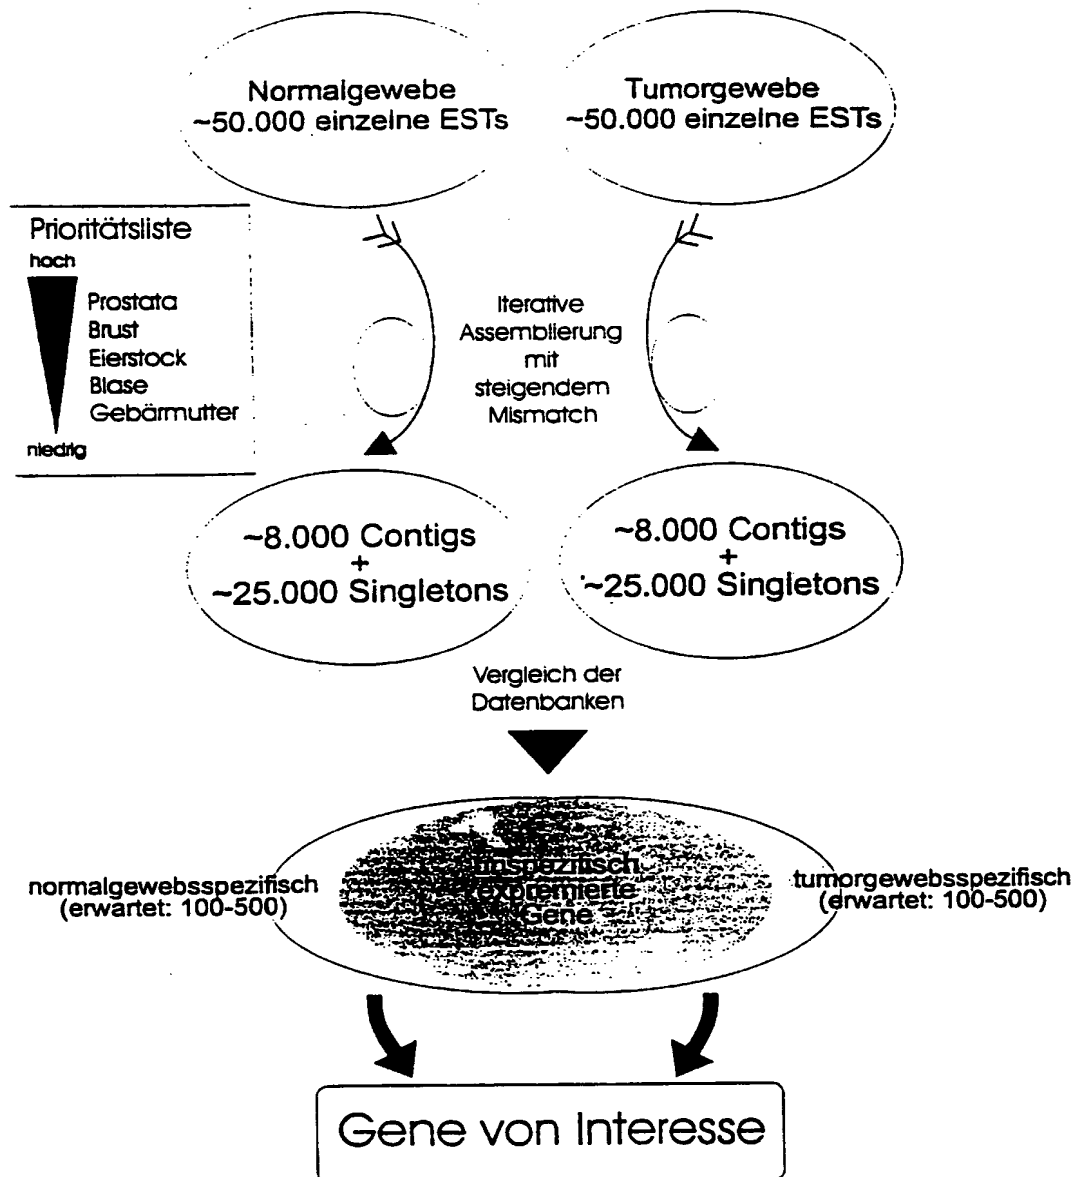 Normalgewebe
~50.000 einzelne ESTs
Tumorgewebe
~50.000 einzelne ESTs
Prioritätsliste
hoch
Prostata
Brust
Eierstock
Blase
Gebärmutter
niedrig
Iterative
Assemblierung
mit
steigendem
Mismatch
~8.000 Contigs
+
~25.000 Singletons
~8.000 Contigs
+
~25.000 Singletons
Vergleich der
Datenbanken
normalgewebsspezifisch
(erwartet: 100-500)
unspezifisch
expremierte
Gene
tumorgewebsspezifisch
(erwartet: 100-500)
Gene von Interesse